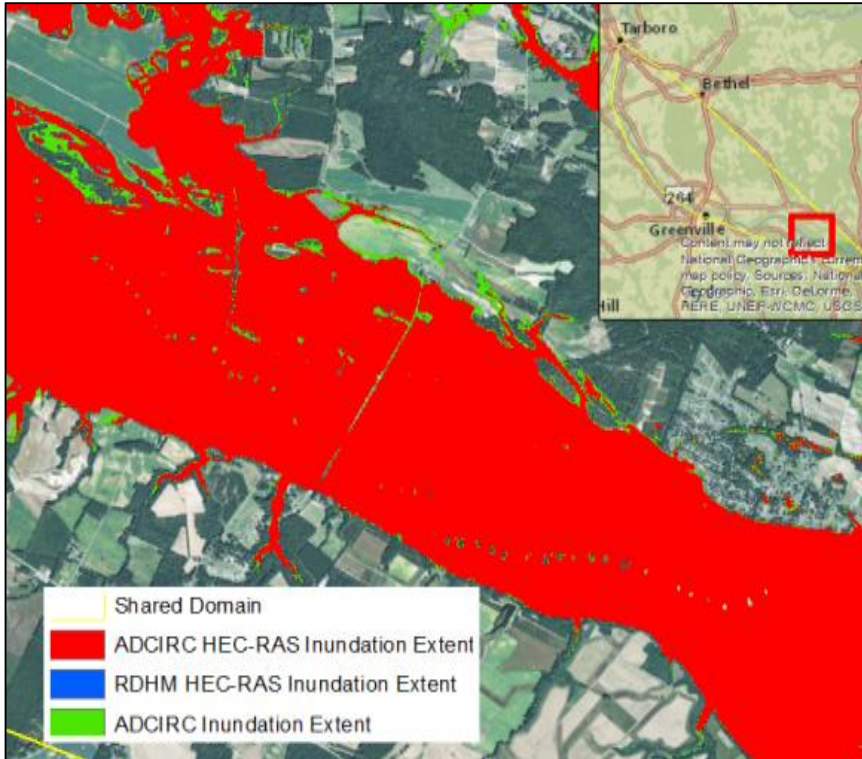 Tarboro
Bethel
264
Greenville
Content may not reflect
National Geographic's current
map policy. Sources: National
Geographic, Esri, DeLorme,
HERE, UNEP-WCMC, USGS
Hill
Shared Domain
ADCIRC HEC-RAS Inundation Extent
RDHM HEC-RAS Inundation Extent
ADCIRC Inundation Extent